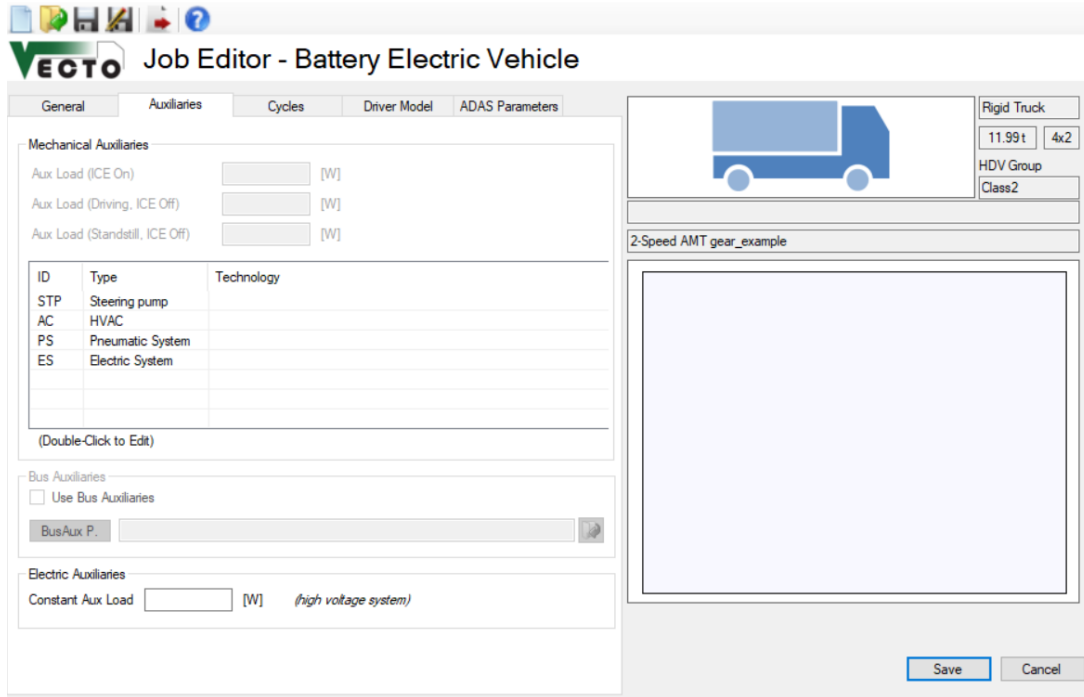 VECTO
Job Editor - Battery Electric Vehicle
General Auxiliaries Cycles Driver Model ADAS Parameters
Mechanical Auxiliaries
Aux Load (ICE On) [W]
Aux Load (Driving, ICE Off) [W]
Aux Load (Standstill, ICE Off) [W]
ID Type Technology
STP Steering pump
AC HVAC
PS Pneumatic System
ES Electric System
(Double-Click to Edit)
Bus Auxiliaries
Use Bus Auxiliaries
BusAux P.
Electric Auxiliaries
Constant Aux Load [W] (high voltage system)
Rigid Truck
11.99 t 4x2
HDV Group
Class2
2-Speed AMT gear_example
Save Cancel